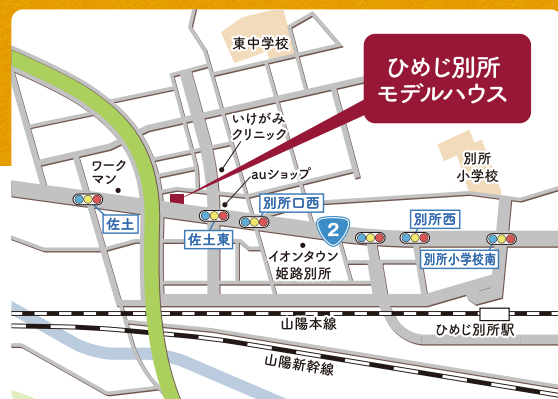 東中学校
ひめじ別所
モデルハウス
いけがみ
クリニック
ワーク
マン
auショップ
別所
小学校
別所口西
別所西
佐土
佐土東
2
イオンタウン
姫路別所
別所小学校南
山陽本線
ひめじ別所駅
山陽新幹線